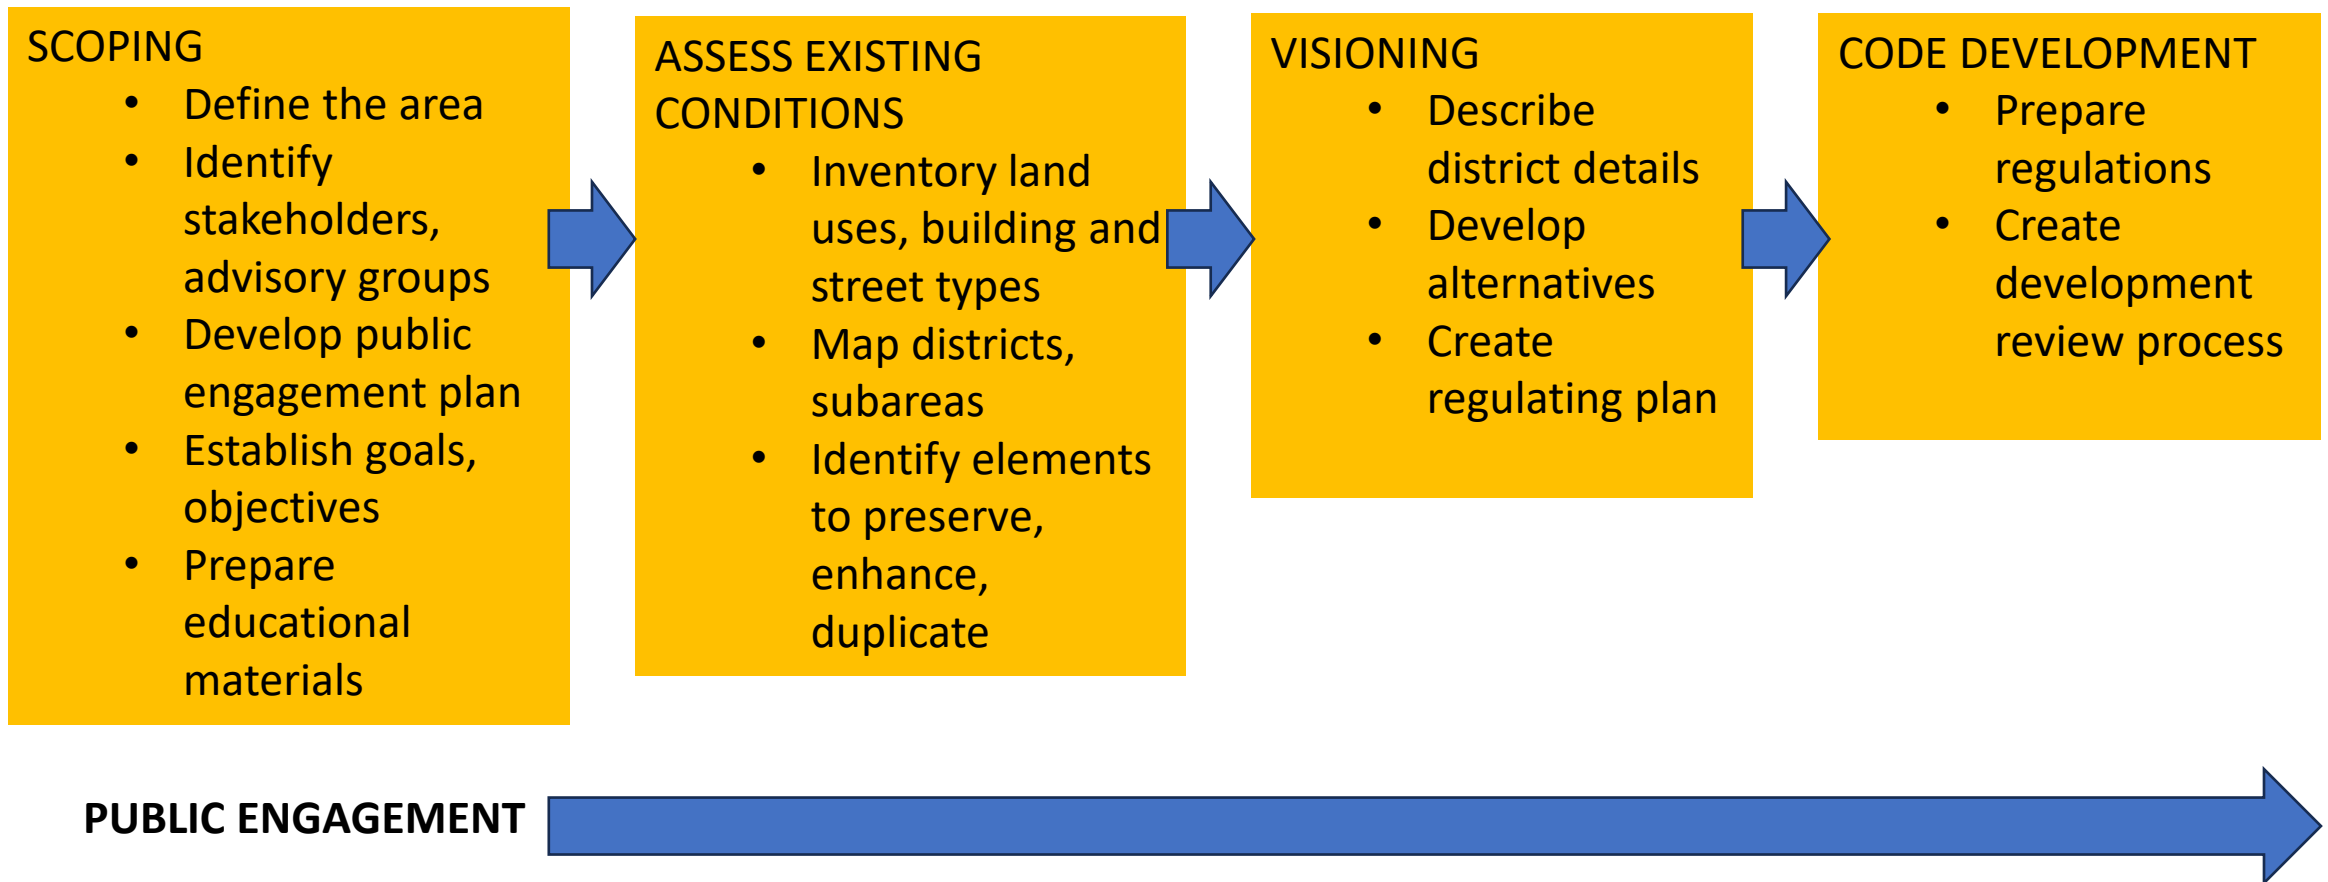 SCOPING
• Define the area
• Identify
stakeholders,
advisory groups
• Develop public
engagement plan
• Establish goals,
objectives
• Prepare
educational
materials
ASSESS EXISTING
CONDITIONS
• Inventory land
uses, building and
street types
• Map districts,
subareas
• Identify elements
to preserve,
enhance,
duplicate
VISIONING
• Describe
district details
• Develop
alternatives
• Create
regulating plan
CODE DEVELOPMENT
• Prepare
regulations
• Create
development
review process
PUBLIC ENGAGEMENT